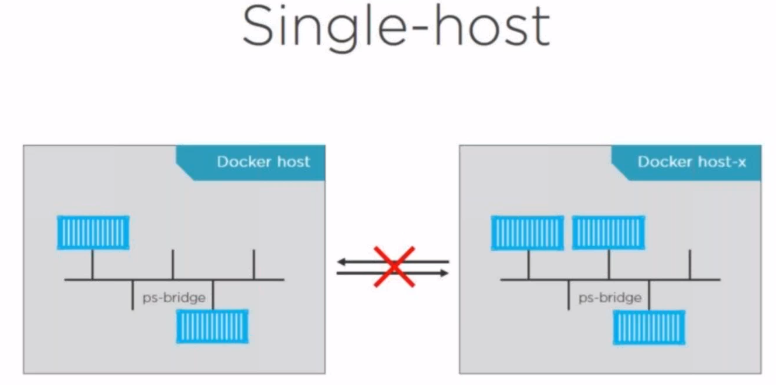 Single-host
Docker host
Docker host-x
ps-bridge
ps-bridge